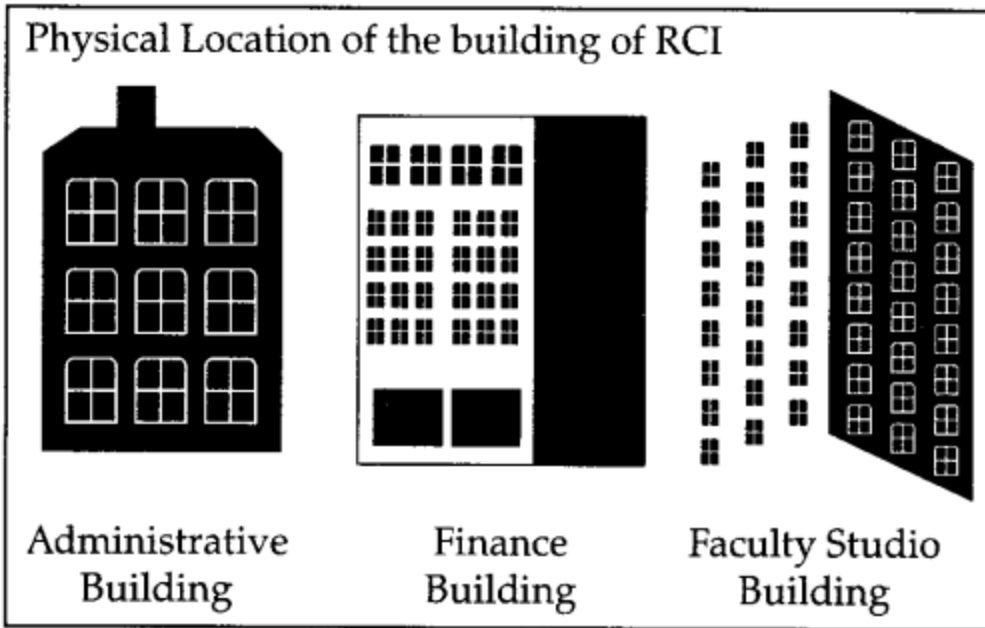 Physical Location of the building of RCI
Administrative
Building
Finance
Building
Faculty Studio
Building